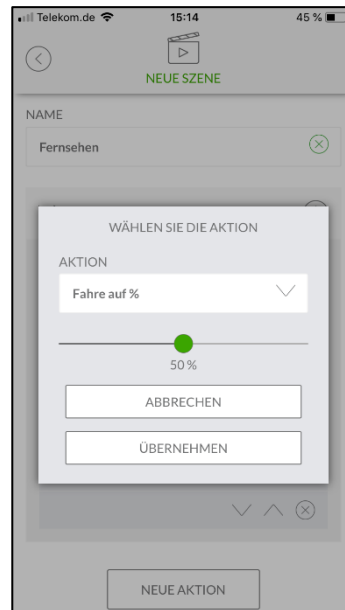 Telekom.de 15:14 45 %
NEUE SZENE
NAME
Fernsehen
WÄHLEN SIE DIE AKTION
AKTION
Fahre auf %
50 %
ABBRECHEN
ÜBERNEHMEN
NEUE AKTION